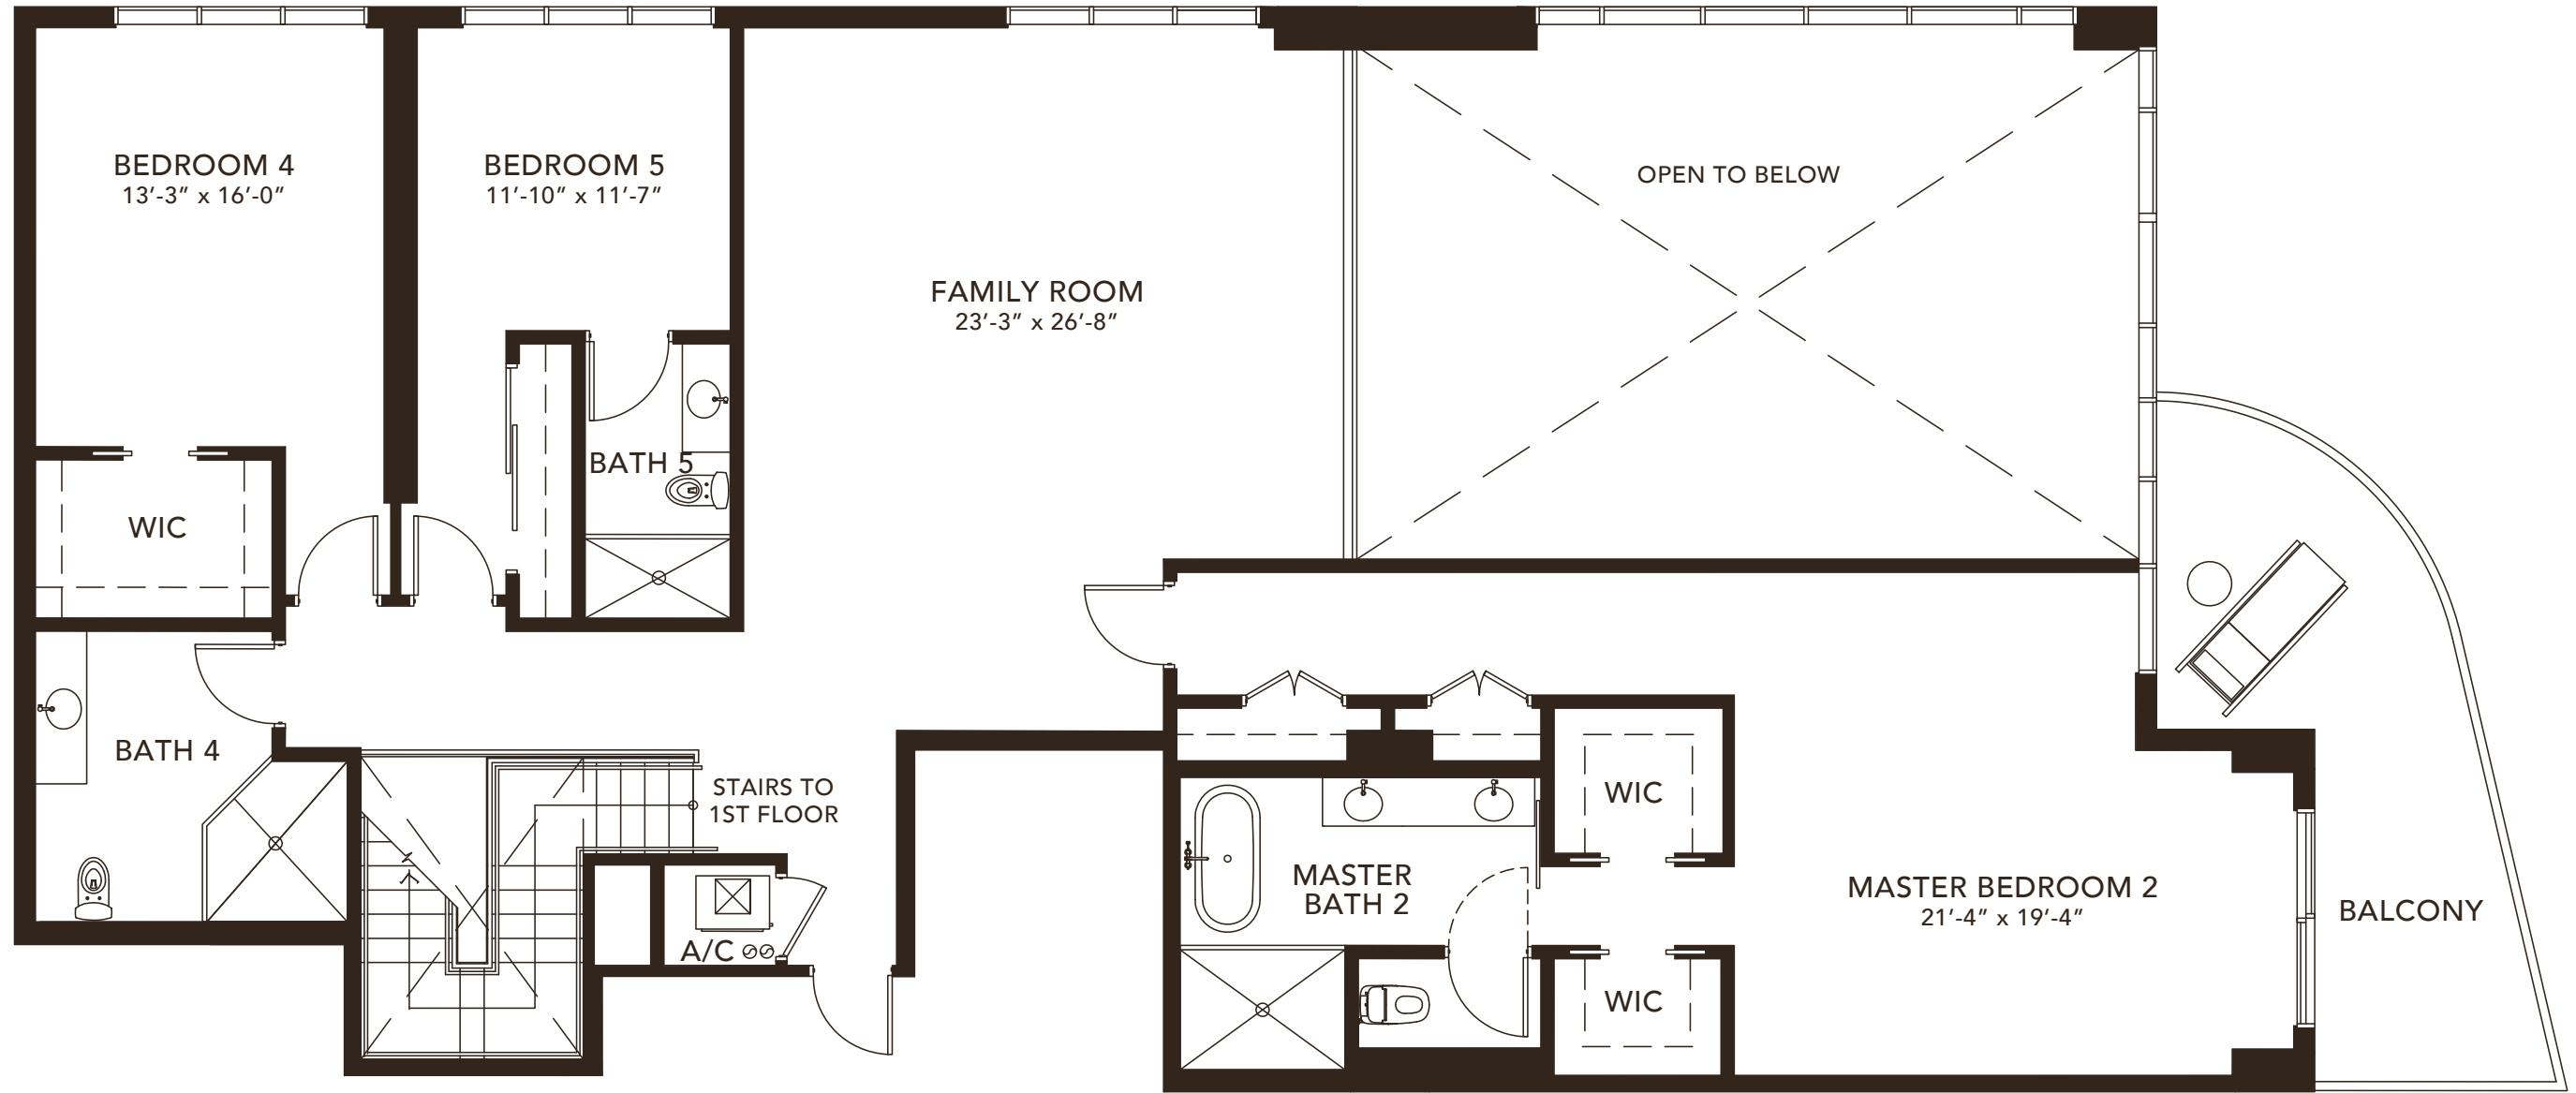 BEDROOM 4
13'-3” x 16'-0”
BEDROOM 5
11'-10” x 11'-7”
OPEN TO BELOW
FAMILY ROOM
23'-3” x 26'-8”
BATH 5
WIC
BATH 4
STAIRS TO
1ST FLOOR
WIC
MASTER
BATH 2
MASTER BEDROOM 2
21'-4” x 19'-4”
BALCONY
A/C
WIC